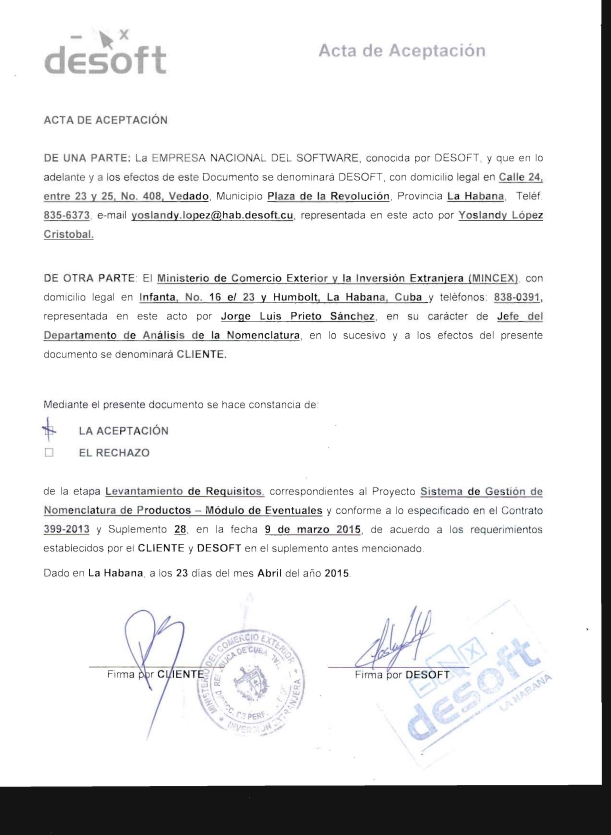 desoft
Acta de Aceptación
ACTA DE ACEPTACIÓN
DE UNA PARTE: La EMPRESA NACIONAL DEL SOFTWARE, conocida por DESOFT, y que en lo
adelante y a los efectos de este Documento se denominará DESOFT, con domicilio legal en Calle 24,
entre 23 y 25, No. 408, Vedado, Municipio Plaza de la Revolución, Provincia La Habana, Teléf.
835-6373, e-mail yoslandy.lopez@hab.desoft.cu, representada en este acto por Yoslandy López
Cristobal.
DE OTRA PARTE: El Ministerio de Comercio Exterior y la Inversión Extranjera (MINCEX), con
domicilio legal en Infanta, No. 16 e/ 23 y Humbolt, La Habana, Cuba y teléfonos: 838-0391,
representada en este acto por Jorge Luis Prieto Sánchez, en su carácter de Jefe del
Departamento de Análisis de la Nomenclatura, en lo sucesivo y a los efectos del presente
documento se denominará CLIENTE.
Mediante el presente documento se hace constancia de:
LA ACEPTACIÓN
EL RECHAZO
de la etapa Levantamiento de Requisitos, correspondientes al Proyecto Sistema de Gestión de
Nomenclatura de Productos – Módulo de Eventuales y conforme a lo especificado en el Contrato
399-2013 y Suplemento 28, en la fecha 9 de marzo 2015, de acuerdo a los requerimientos
establecidos por el CLIENTE y DESOFT en el suplemento antes mencionado.
Dado en La Habana, a los 23 días del mes Abril del año 2015.
Firma por CLIENTE
MINISTERIO DEL COMERCIO EXTERIOR
REPUBLICA DE CUBA
INVERSION EXTRANJERA
Firma por DESOFT
desoft
LA HABANA